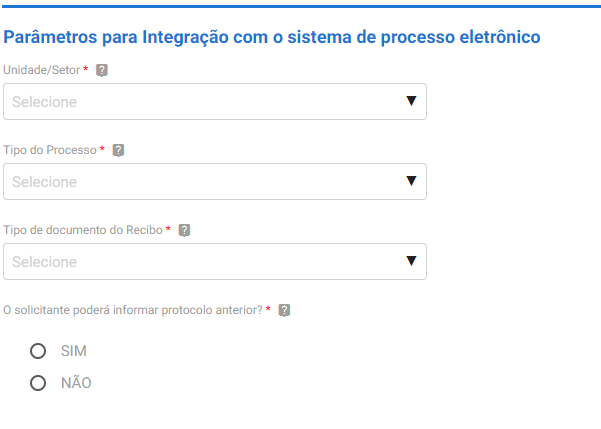 Parâmetros para Integração com o sistema de processo eletrônico
Unidade/Setor * ?
Selecione
Tipo do Processo * ?
Selecione
Tipo de documento do Recibo * ?
Selecione
O solicitante poderá informar protocolo anterior? * ?
SIM
NÃO